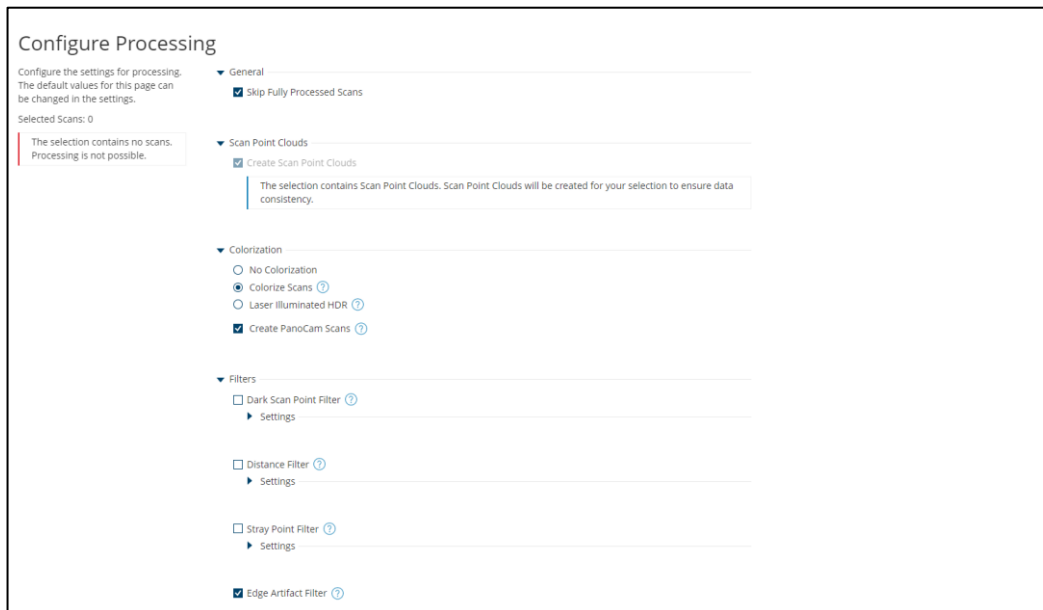 Configure Processing
Configure the settings for processing.
The default values for this page can
be changed in the settings.
Selected Scans: 0
The selection contains no scans.
Processing is not possible.
General
Skip Fully Processed Scans
Scan Point Clouds
Create Scan Point Clouds
The selection contains Scan Point Clouds. Scan Point Clouds will be created for your selection to ensure data
consistency.
Colorization
No Colorization
Colorize Scans ?
Laser Illuminated HDR ?
Create PanoCam Scans ?
Filters
Dark Scan Point Filter ?
Settings
Distance Filter ?
Settings
Stray Point Filter ?
Settings
Edge Artifact Filter ?